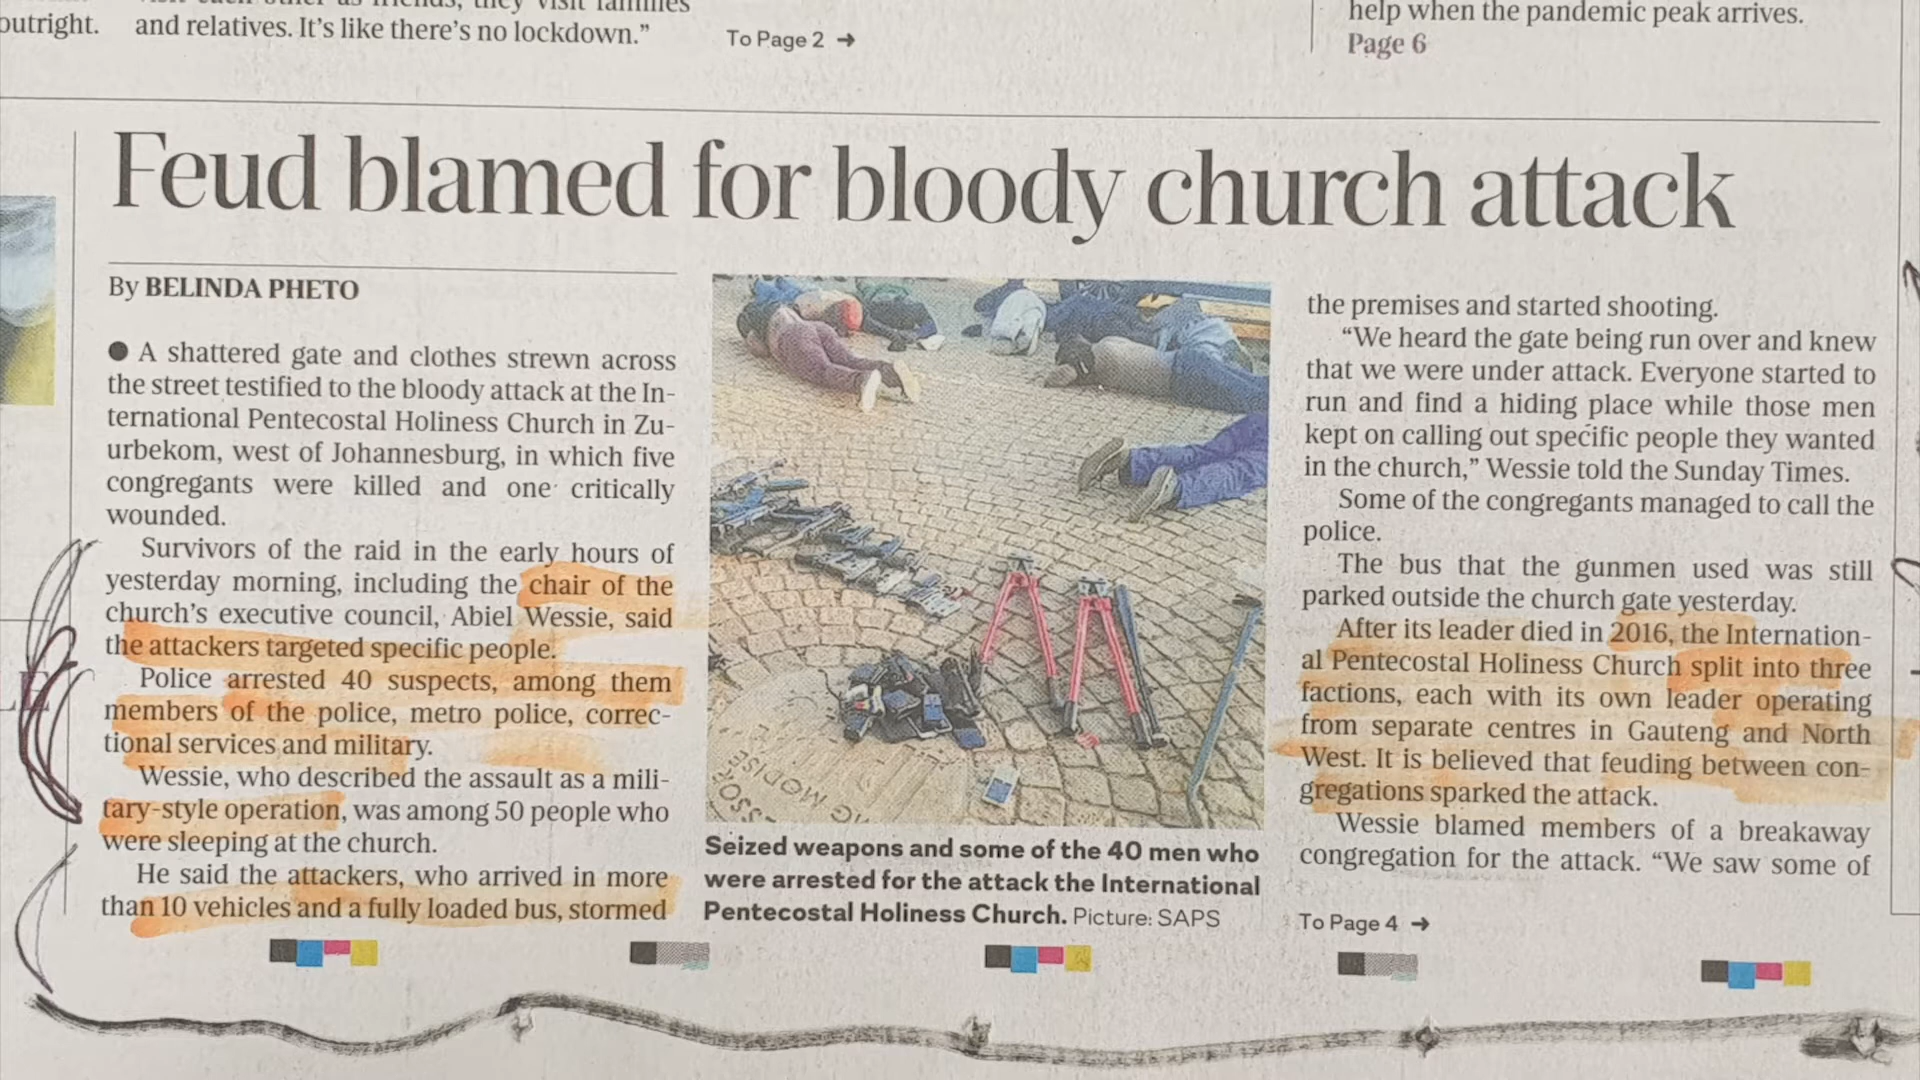 outright.
and relatives. It's like there's no lockdown."
To Page 2 →
help when the pandemic peak arrives.
Page 6
Feud blamed for bloody church attack
By BELINDA PHETO
● A shattered gate and clothes strewn across
the street testified to the bloody attack at the In-
ternational Pentecostal Holiness Church in Zu-
urbekom, west of Johannesburg, in which five
congregants were killed and one critically
wounded.
Survivors of the raid in the early hours of
yesterday morning, including the chair of the
church's executive council, Abiel Wessie, said
the attackers targeted specific people.
Police arrested 40 suspects, among them
members of the police, metro police, correc-
tional services and military.
Wessie, who described the assault as a mili-
tary-style operation, was among 50 people who
were sleeping at the church.
He said the attackers, who arrived in more
than 10 vehicles and a fully loaded bus, stormed
Seized weapons and some of the 40 men who
were arrested for the attack the International
Pentecostal Holiness Church. Picture: SAPS
the premises and started shooting.
"We heard the gate being run over and knew
that we were under attack. Everyone started to
run and find a hiding place while those men
kept on calling out specific people they wanted
in the church," Wessie told the Sunday Times.
Some of the congregants managed to call the
police.
The bus that the gunmen used was still
parked outside the church gate yesterday.
After its leader died in 2016, the Internation-
al Pentecostal Holiness Church split into three
factions, each with its own leader operating
from separate centres in Gauteng and North
West. It is believed that feuding between con-
gregations sparked the attack.
Wessie blamed members of a breakaway
congregation for the attack. "We saw some of
To Page 4 →